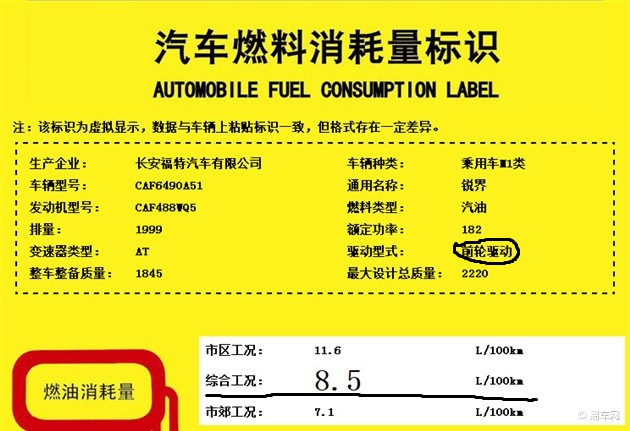 汽车燃料消耗量标识
AUTOMOBILE FUEL CONSUMPTION LABEL
注：该标识为虚拟显示，数据与车辆上粘贴标识一致，但格式存在一定差异。
生产企业： 长安福特汽车有限公司 车辆种类： 乘用车M1类
车辆型号： CAF6490A51 通用名称： 锐界
发动机型号： CAF488WQ5 燃料类型： 汽油
排量： 1999 额定功率： 182
变速器类型： AT 驱动型式： 前轮驱动
整车整备质量： 1845 最大设计总质量： 2220
市区工况： 11.6 L/100km
燃油消耗量
综合工况： 8.5 L/100km
市郊工况： 7.1 L/100km
易车网